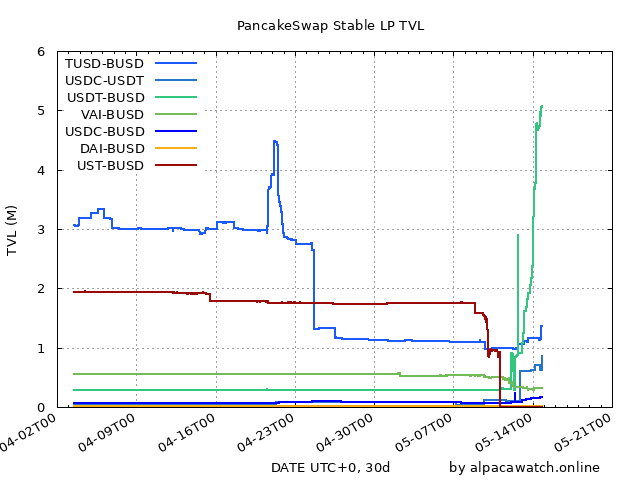 PancakeSwap Stable LP TVL
TUSD-BUSD
USDC-USDT
USDT-BUSD
VAI-BUSD
USDC-BUSD
DAI-BUSD
UST-BUSD
TVL (M)
6
5
4
3
2
1
0
04-02T00 04-09T00 04-16T00 04-23T00 04-30T00 05-07T00 05-14T00 05-21T00
DATE UTC+0, 30d by alpacawatch.online